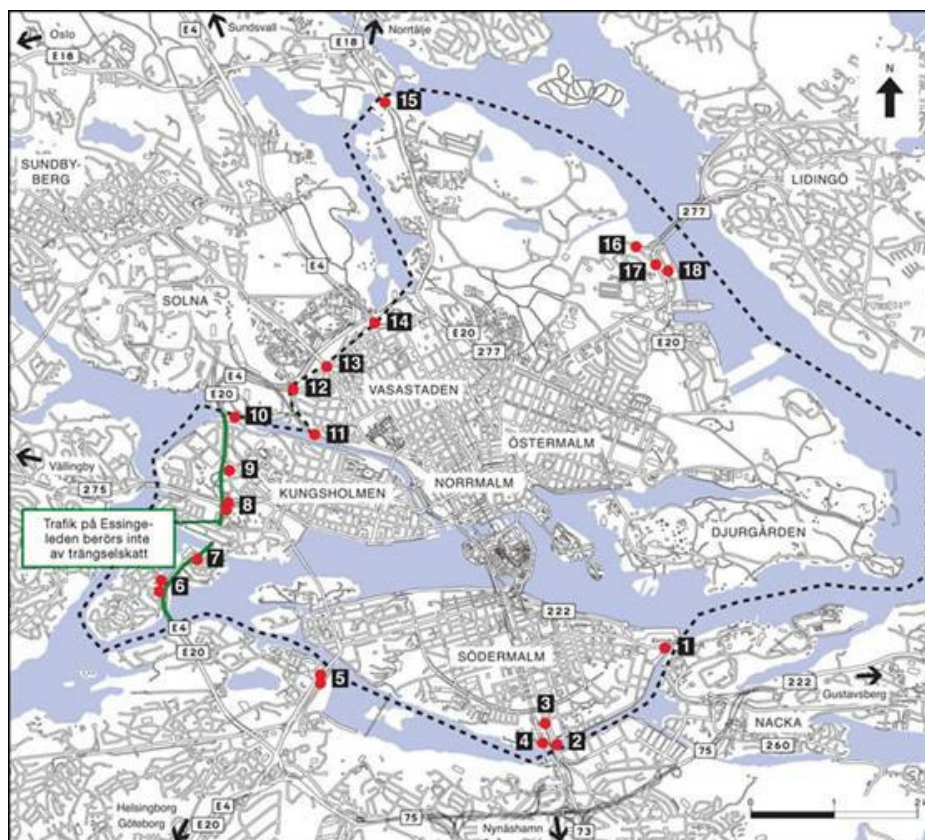 E4
Sundsvall
E18
Norrtälje
Oslo
E18
N
15
SUNDBY-
BERG
LIDINGÖ
277
16
17
18
E4
SOLNA
14
E20
277
E20
13
E4
12
VASASTADEN
E20
10
11
ÖSTERMALM
9
Vällingby
275
KUNGSHOLMEN
NORRMALM
8
DJURGÅRDEN
Trafik på Essinge-
leden berörs inte
av trängselskatt
7
6
222
E4
E20
1
SÖDERMALM
5
222
Gustavsberg
3
NACKA
4
2
75
260
Helsingborg
Göteborg
E4
E20
75
Nynäshamn
73
0
1
2